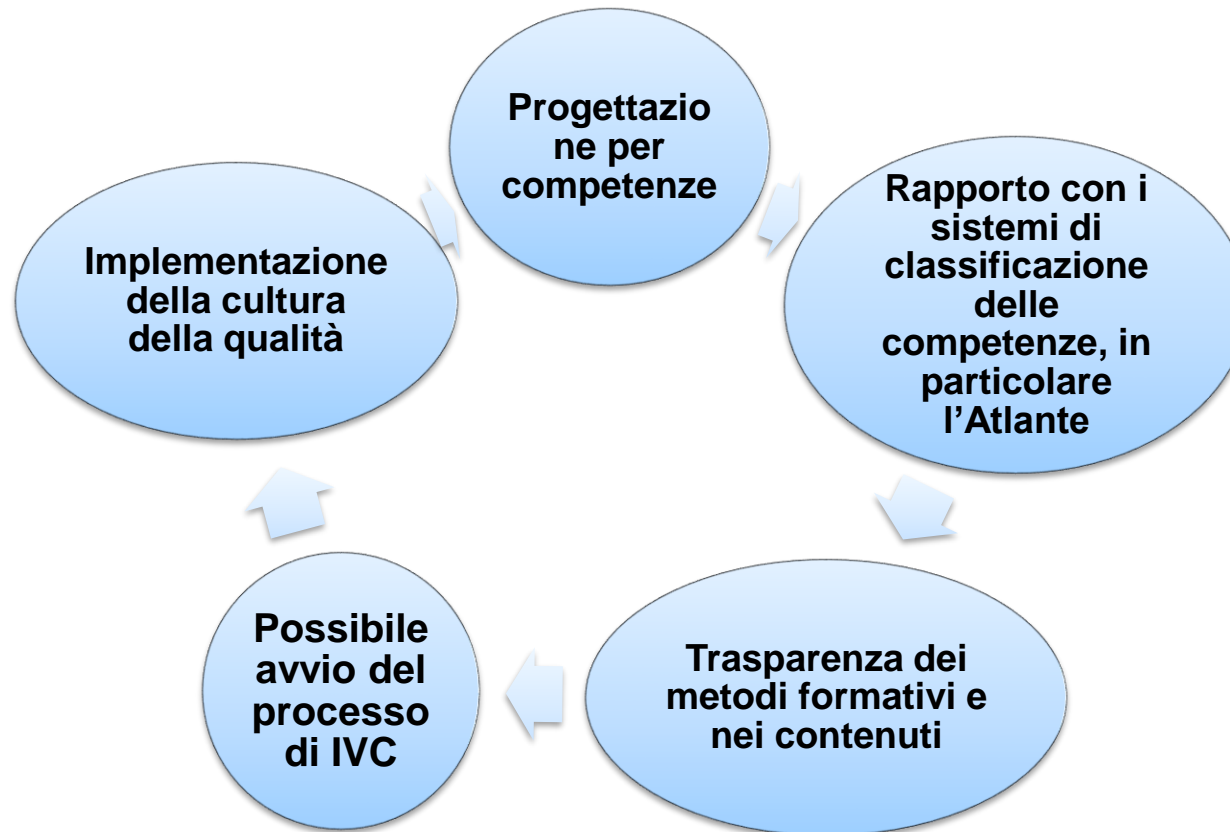 Progettazio
ne per
competenze
Rapporto con i
sistemi di
classificazione
delle
competenze, in
particolare
l’Atlante
Trasparenza dei
metodi formativi e
nei contenuti
Possibile
avvio del
processo
di IVC
Implementazione
della cultura
della qualità